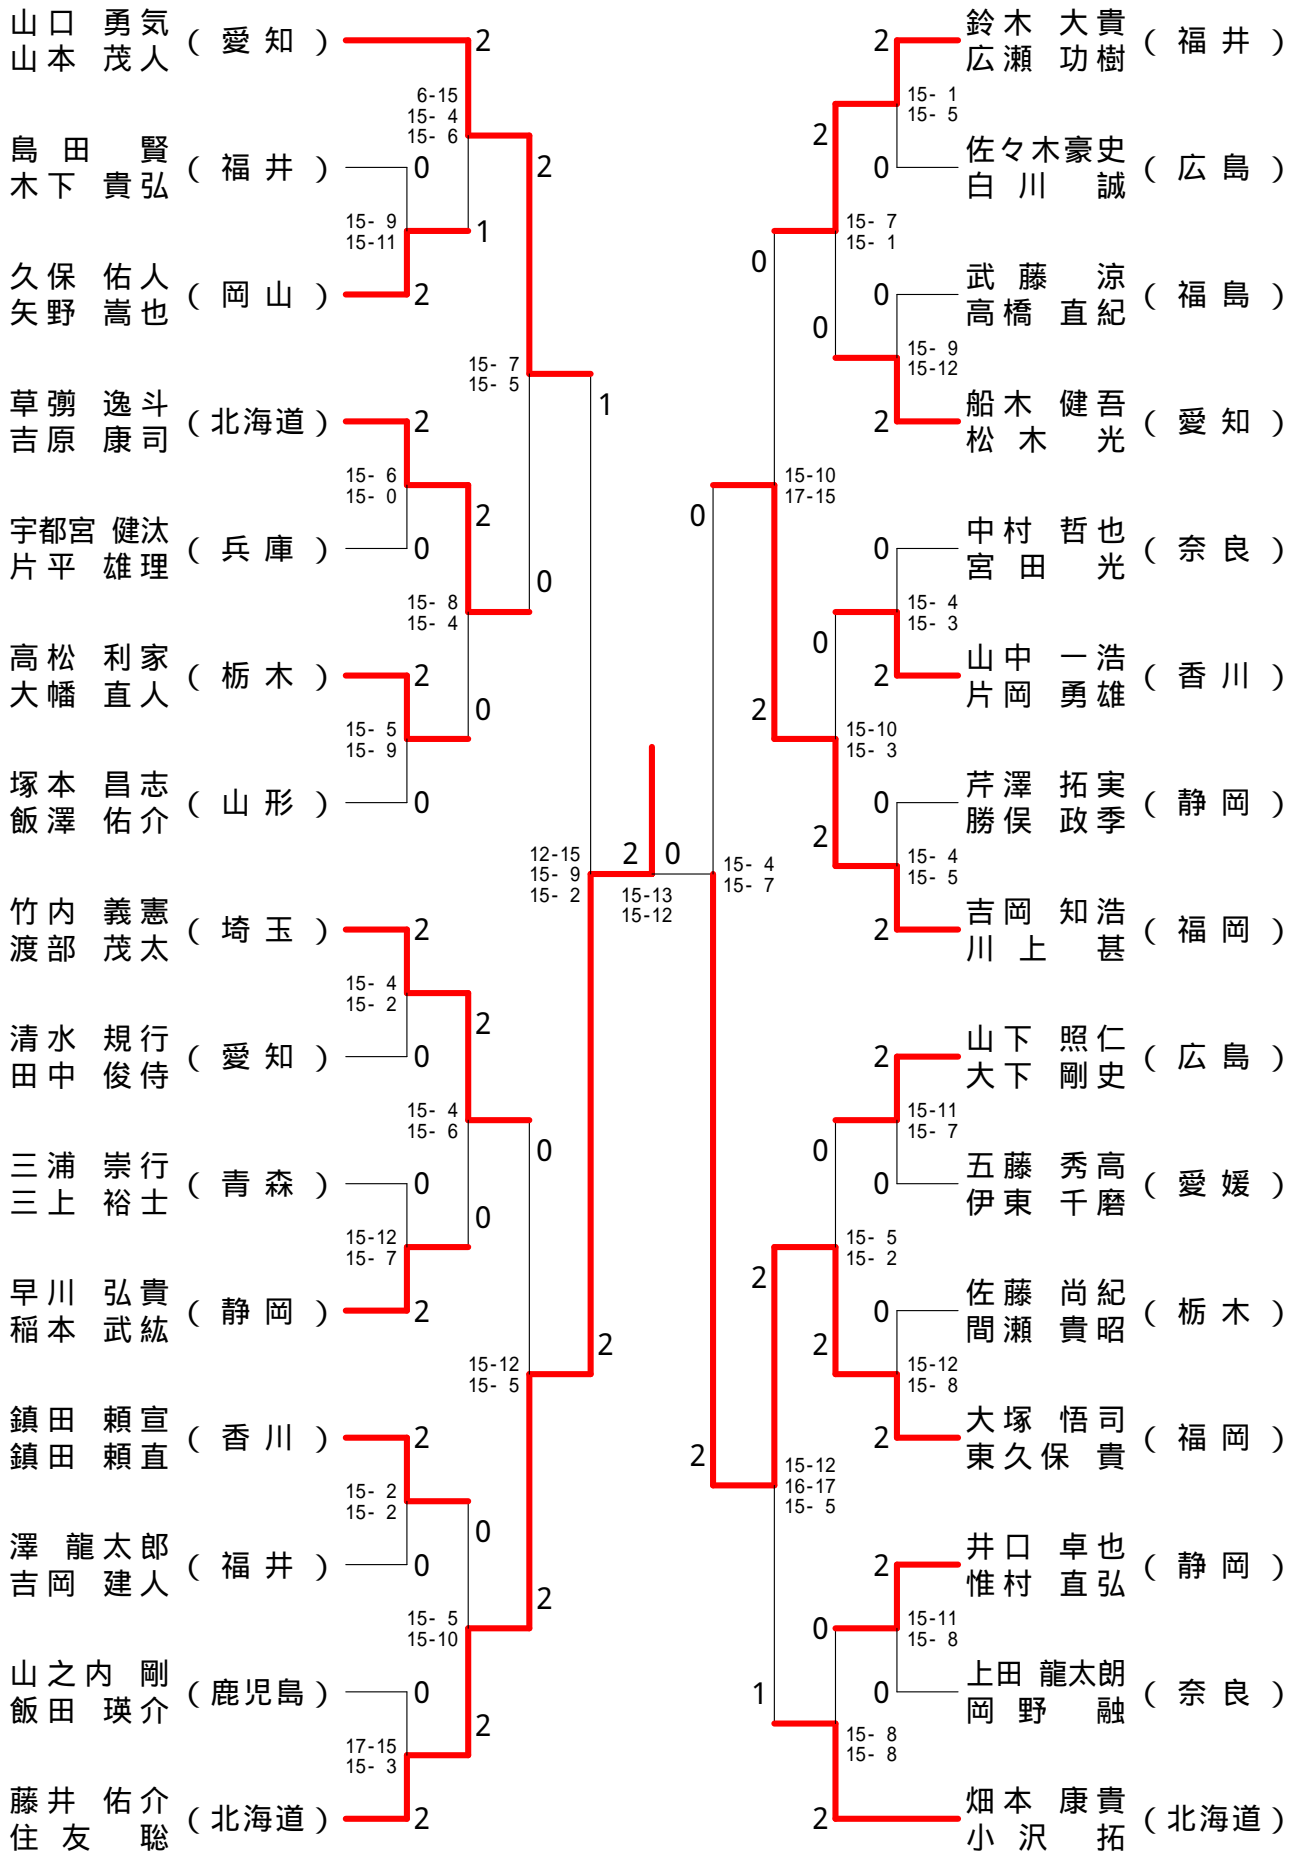 山口 勇気
山本 茂人
(愛知)
2
6-15
15- 4
15- 6
島田 賢
木下 貴弘
(福井)
0
2
15- 9
15-11
1
久保 佑人
矢野 嵩也
(岡山)
2
15- 7
15- 5
1
草彅 逸斗
吉原 康司
(北海道)
2
15- 6
15- 0
2
宇都宮 健汰
片平 雄理
(兵庫)
0
0
15- 8
15- 4
高松 利家
大幡 直人
(栃木)
2
0
15- 5
15- 9
塚本 昌志
飯澤 佑介
(山形)
0
12-15
15- 9
15- 2
2
0
15-13
15-12
竹内 義憲
渡部 茂太
(埼玉)
2
15- 4
15- 2
2
清水 規行
田中 俊侍
(愛知)
0
15- 4
15- 6
0
三浦 崇行
三上 裕士
(青森)
0
0
15-12
15- 7
早川 弘貴
稲本 武紘
(静岡)
2
2
15-12
15- 5
鎮田 頼宣
鎮田 頼直
(香川)
2
15- 2
15- 2
0
澤 龍太郎
吉岡 建人
(福井)
0
2
15- 5
15-10
山之内 剛
飯田 瑛介
(鹿児島)
0
2
17-15
15- 3
藤井 佑介
住友 聡
(北海道)
2
2
鈴木 大貴
広瀬 功樹
(福井)
15- 1
15- 5
2
0
佐々木豪史
白川 誠
(広島)
15- 7
15- 1
0
0
武藤 涼
高橋 直紀
(福島)
0
15- 9
15-12
2
船木 健吾
松木 光
(愛知)
15-10
17-15
0
0
中村 哲也
宮田 光
(奈良)
15- 4
15- 3
0
2
山中 一浩
片岡 勇雄
(香川)
2
15-10
15- 3
0
芹澤 拓実
勝俣 政季
(静岡)
2
15- 4
15- 5
15- 4
15- 7
2
吉岡 知浩
川上 甚
(福岡)
2
山下 照仁
大下 剛史
(広島)
15-11
15- 7
0
0
五藤 秀高
伊東 千磨
(愛媛)
15- 5
15- 2
2
0
佐藤 尚紀
間瀬 貴昭
(栃木)
2
15-12
15- 8
2
大塚 悟司
東久保 貴
(福岡)
2
15-12
16-17
15- 5
2
井口 卓也
惟村 直弘
(静岡)
15-11
15- 8
0
0
上田 龍太朗
岡野 融
(奈良)
1
15- 8
15- 8
2
畑本 康貴
小沢 拓
(北海道)